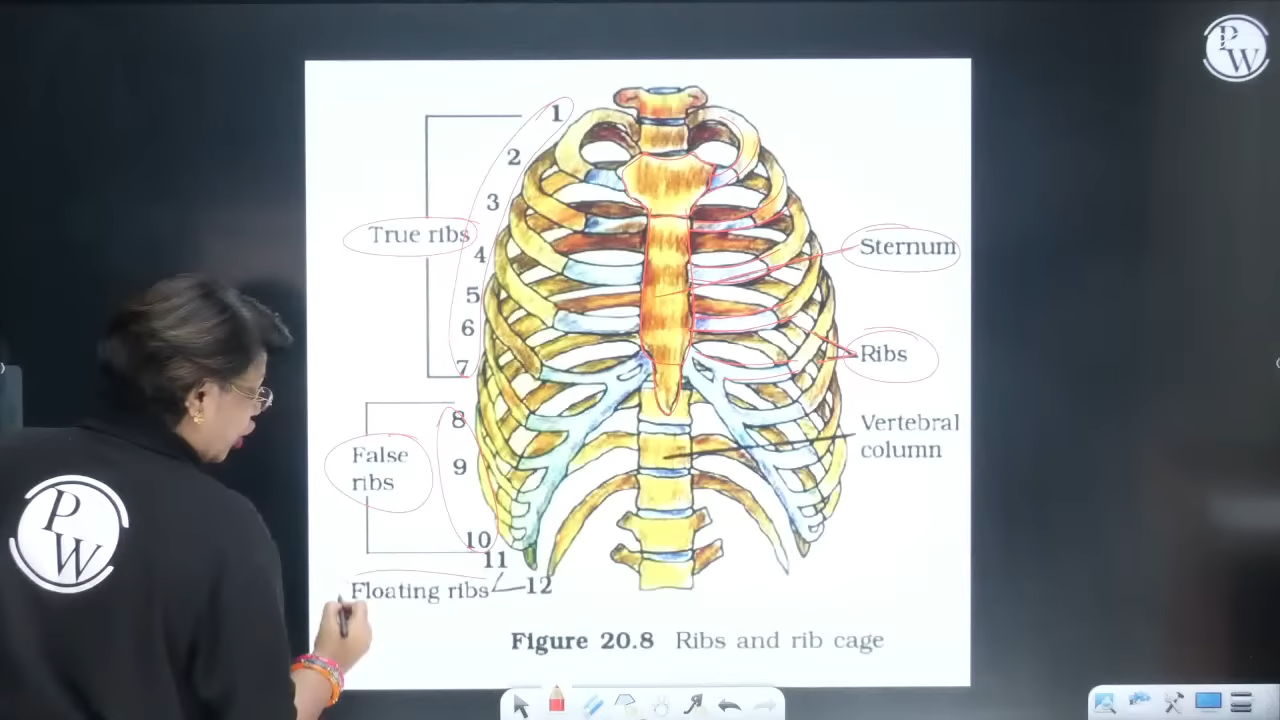 P
W
1
2
3
True ribs
4
Sternum
5
6
Ribs
7
8
Vertebral
column
False
ribs
9
10
11
Floating ribs
12
P
W
Figure 20.8 Ribs and rib cage